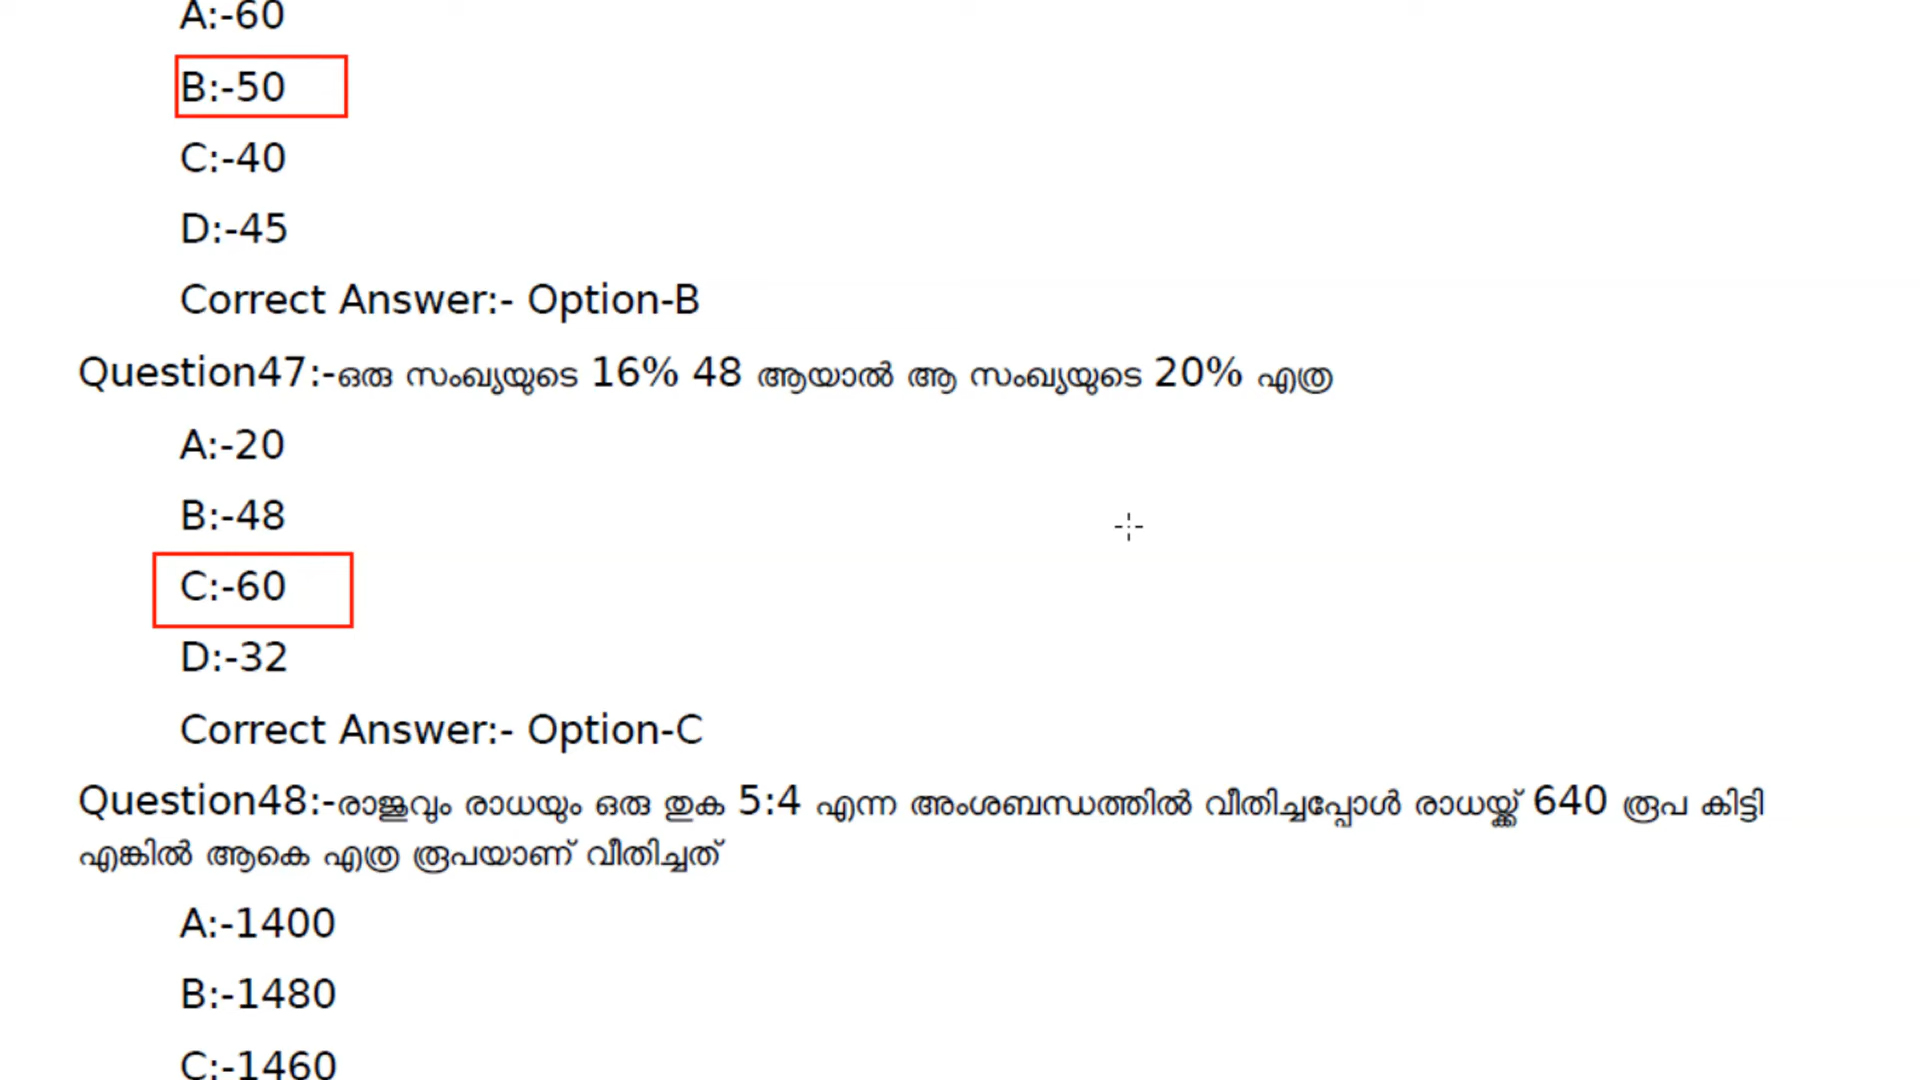 A:-60
B:-50
C:-40
D:-45
Correct Answer:- Option-B
Question47:-ഒരു സംഖ്യയുടെ 16% 48 ആയാൽ ആ സംഖ്യയുടെ 20% എത്ര
A:-20
B:-48
C:-60
D:-32
Correct Answer:- Option-C
Question48:-രാജുവും രാധയും ഒരു തുക 5:4 എന്ന അംശബന്ധത്തിൽ വീതിച്ചപ്പോൾ രാധയ്ക്ക് 640 രൂപ കിട്ടി
എങ്കിൽ ആകെ എത്ര രൂപയാണ് വീതിച്ചത്
A:-1400
B:-1480
C:-1460